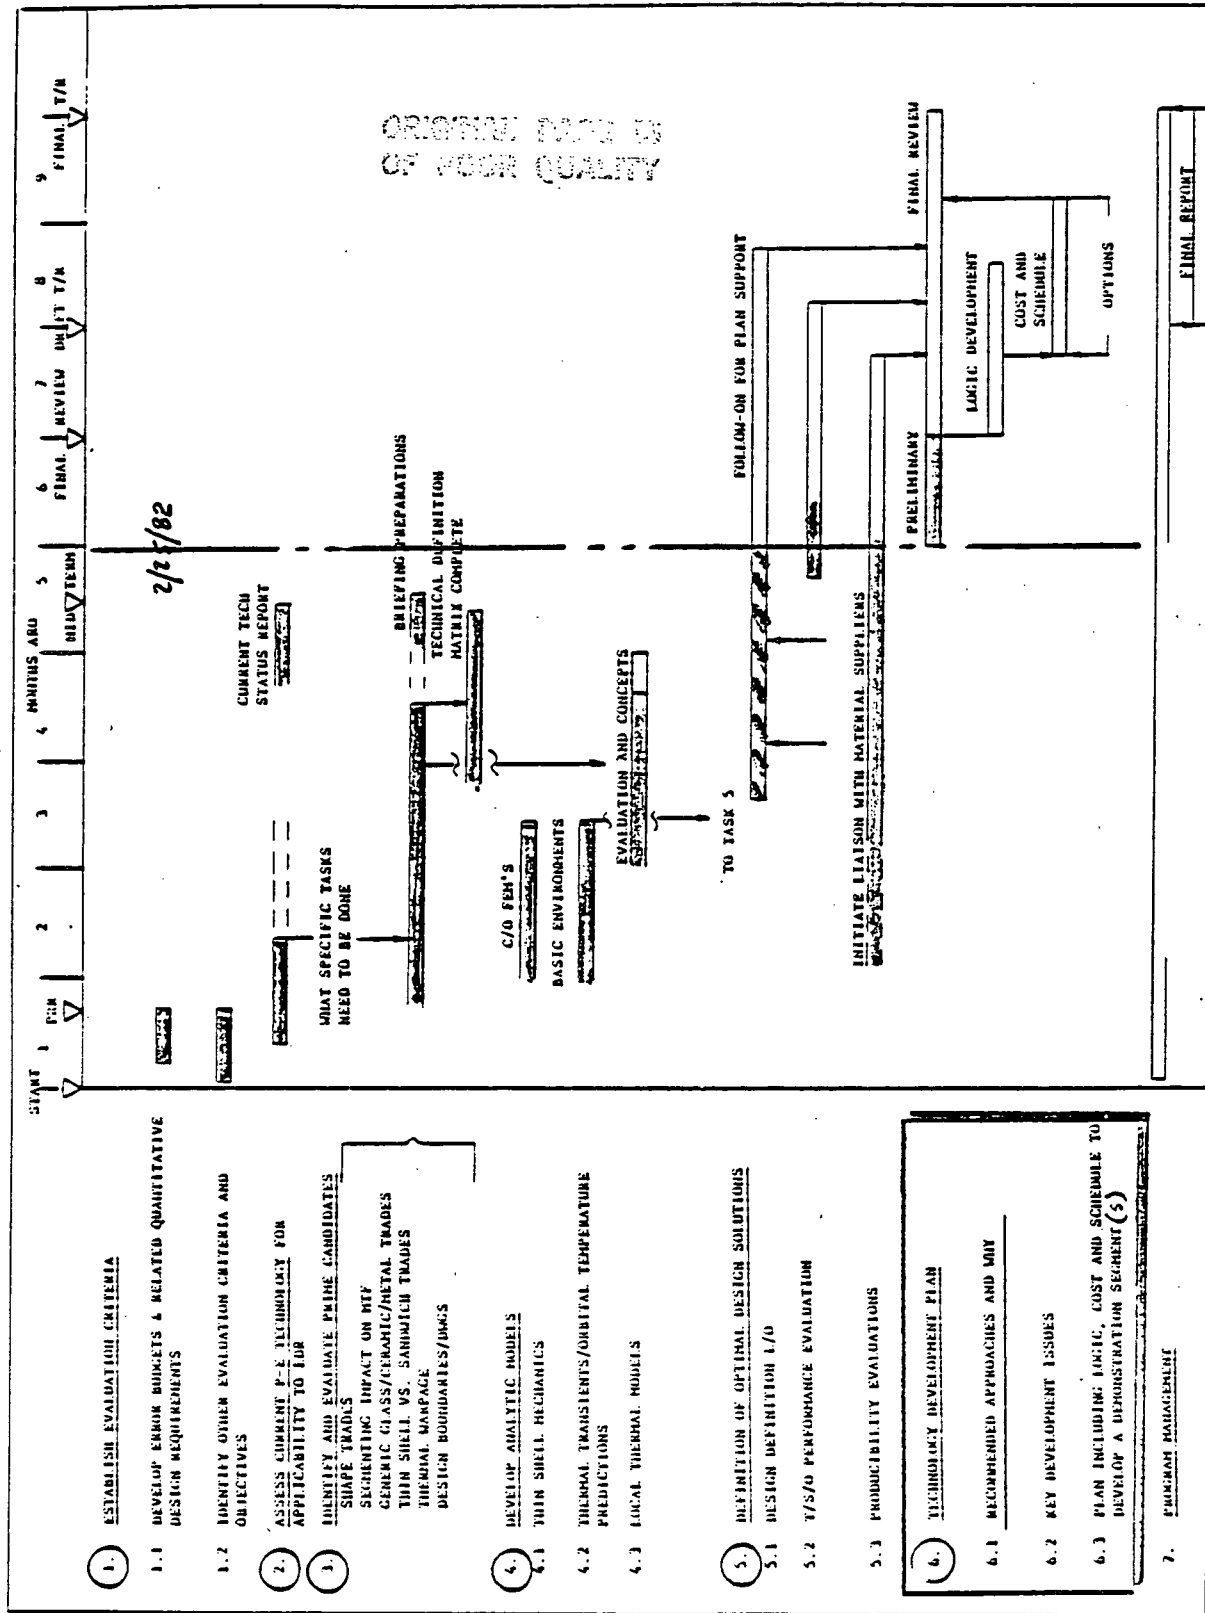 MONTHS ARO
START 1 2 3 4 5 6 7 8 9
PRM MID TERM FINAL REVIEW DRAFT T/R FINAL T/R
2/25/82
ORIGINAL PAGE IS
OF POOR QUALITY
1. ESTABLISH EVALUATION CRITERIA
1.1 DEVELOP ERROR BUDGETS & RELATED QUANTITATIVE
DESIGN REQUIREMENTS
1.2 IDENTIFY OTHER EVALUATION CRITERIA AND
OBJECTIVES
2. ASSESS CURRENT P-E TECHNOLOGY FOR
APPLICABILITY TO LDR
CURRENT TECH
STATUS REPORT
WHAT SPECIFIC TASKS
NEED TO BE DONE
3. IDENTIFY AND EVALUATE PRIME CANDIDATES
SHAPE TRADES
SEGMENTING IMPACT ON MTF
GENERIC GLASS/CERAMIC/METAL TRADES
THIN SHELL VS. SANDWICH TRADES
THERMAL WARPAGE
DESIGN BOUNDARIES/DWGS
BRIEFING PREPARATIONS
TECHNICAL DEFINITION
MATRIX COMPLETE
4. DEVELOP ANALYTIC MODELS
4.1 THIN SHELL MECHANICS
C/O FEM'S
4.2 THERMAL TRANSIENTS/ORBITAL TEMPERATURE
PREDICTIONS
BASIC ENVIRONMENTS
4.3 LOCAL THERMAL MODELS
EVALUATION AND CONCEPTS
TO TASK 5
5. DEFINITION OF OPTIMAL DESIGN SOLUTIONS
5.1 DESIGN DEFINITION L/O
FOLLOW-ON FOR PLAN SUPPORT
5.2 T/S/O PERFORMANCE EVALUATION
5.3 PRODUCIBILITY EVALUATIONS
INITIATE LIAISON WITH MATERIAL SUPPLIERS
6. TECHNOLOGY DEVELOPMENT PLAN
PRELIMINARY
FINAL REVIEW
6.1 RECOMMENDED APPROACHES AND WHY
LOGIC DEVELOPMENT
6.2 KEY DEVELOPMENT ISSUES
COST AND
SCHEDULE
6.3 PLAN INCLUDING LOGIC, COST AND SCHEDULE TO
DEVELOP A DEMONSTRATION SEGMENT(S)
OPTIONS
7. PROGRAM MANAGEMENT
FINAL REPORT